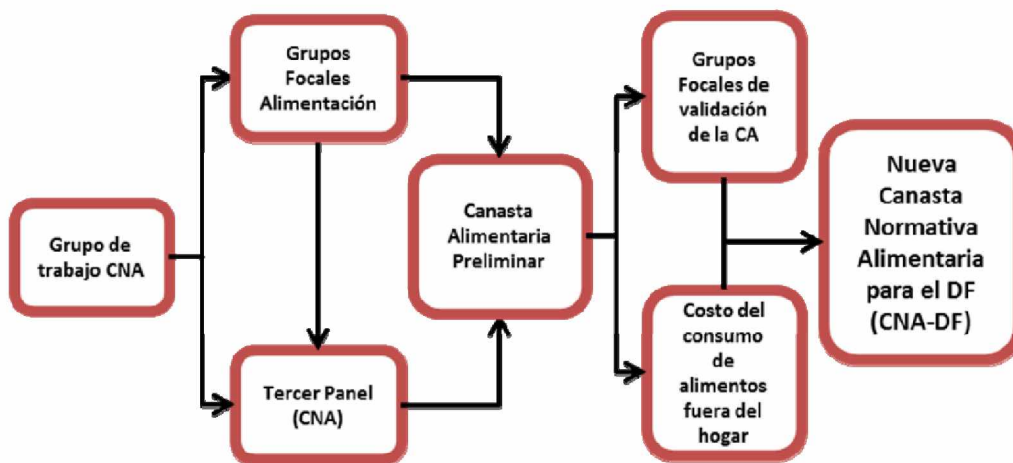 Grupo de
trabajo CNA
Grupos
Focales
Alimentación
Tercer Panel
(CNA)
Canasta
Alimentaria
Preliminar
Grupos
Focales de
validación
de la CA
Costo del
consumo
de
alimentos
fuera del
hogar
Nueva
Canasta
Normativa
Alimentaria
para el DF
(CNA-DF)